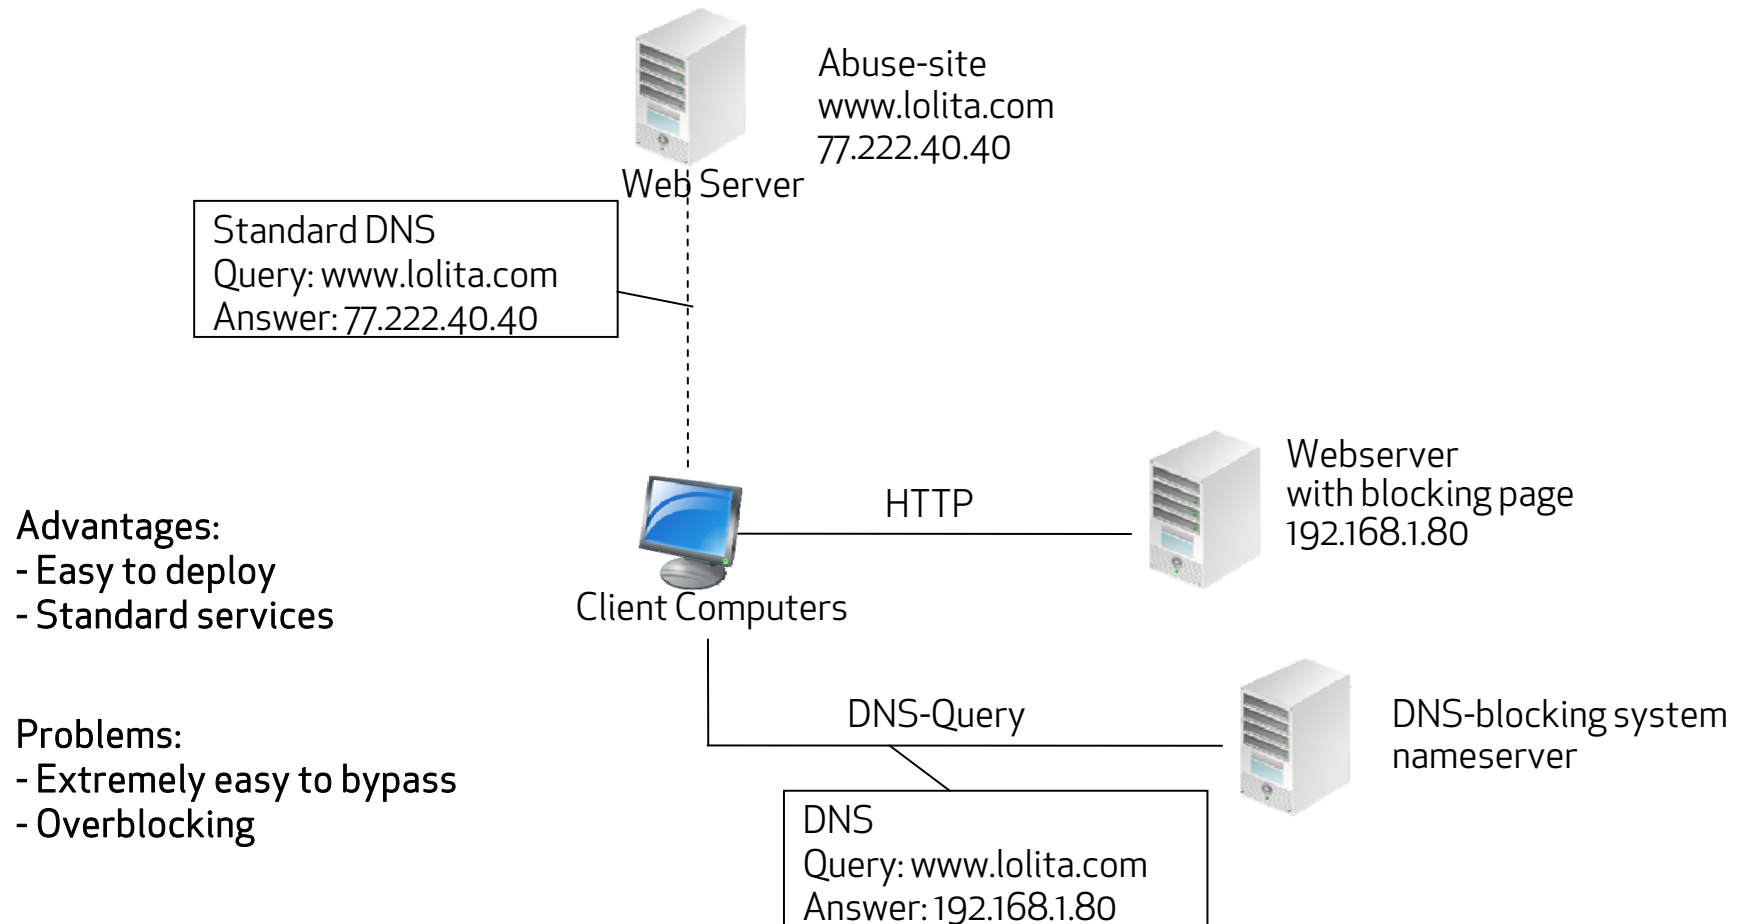 Abuse-site
www.lolita.com
77.222.40.40
Web Server
Standard DNS
Query: www.lolita.com
Answer: 77.222.40.40
HTTP
Webserver
with blocking page
192.168.1.80
Client Computers
Advantages:
- Easy to deploy
- Standard services
Problems:
- Extremely easy to bypass
- Overblocking
DNS-Query
DNS-blocking system
nameserver
DNS
Query: www.lolita.com
Answer: 192.168.1.80